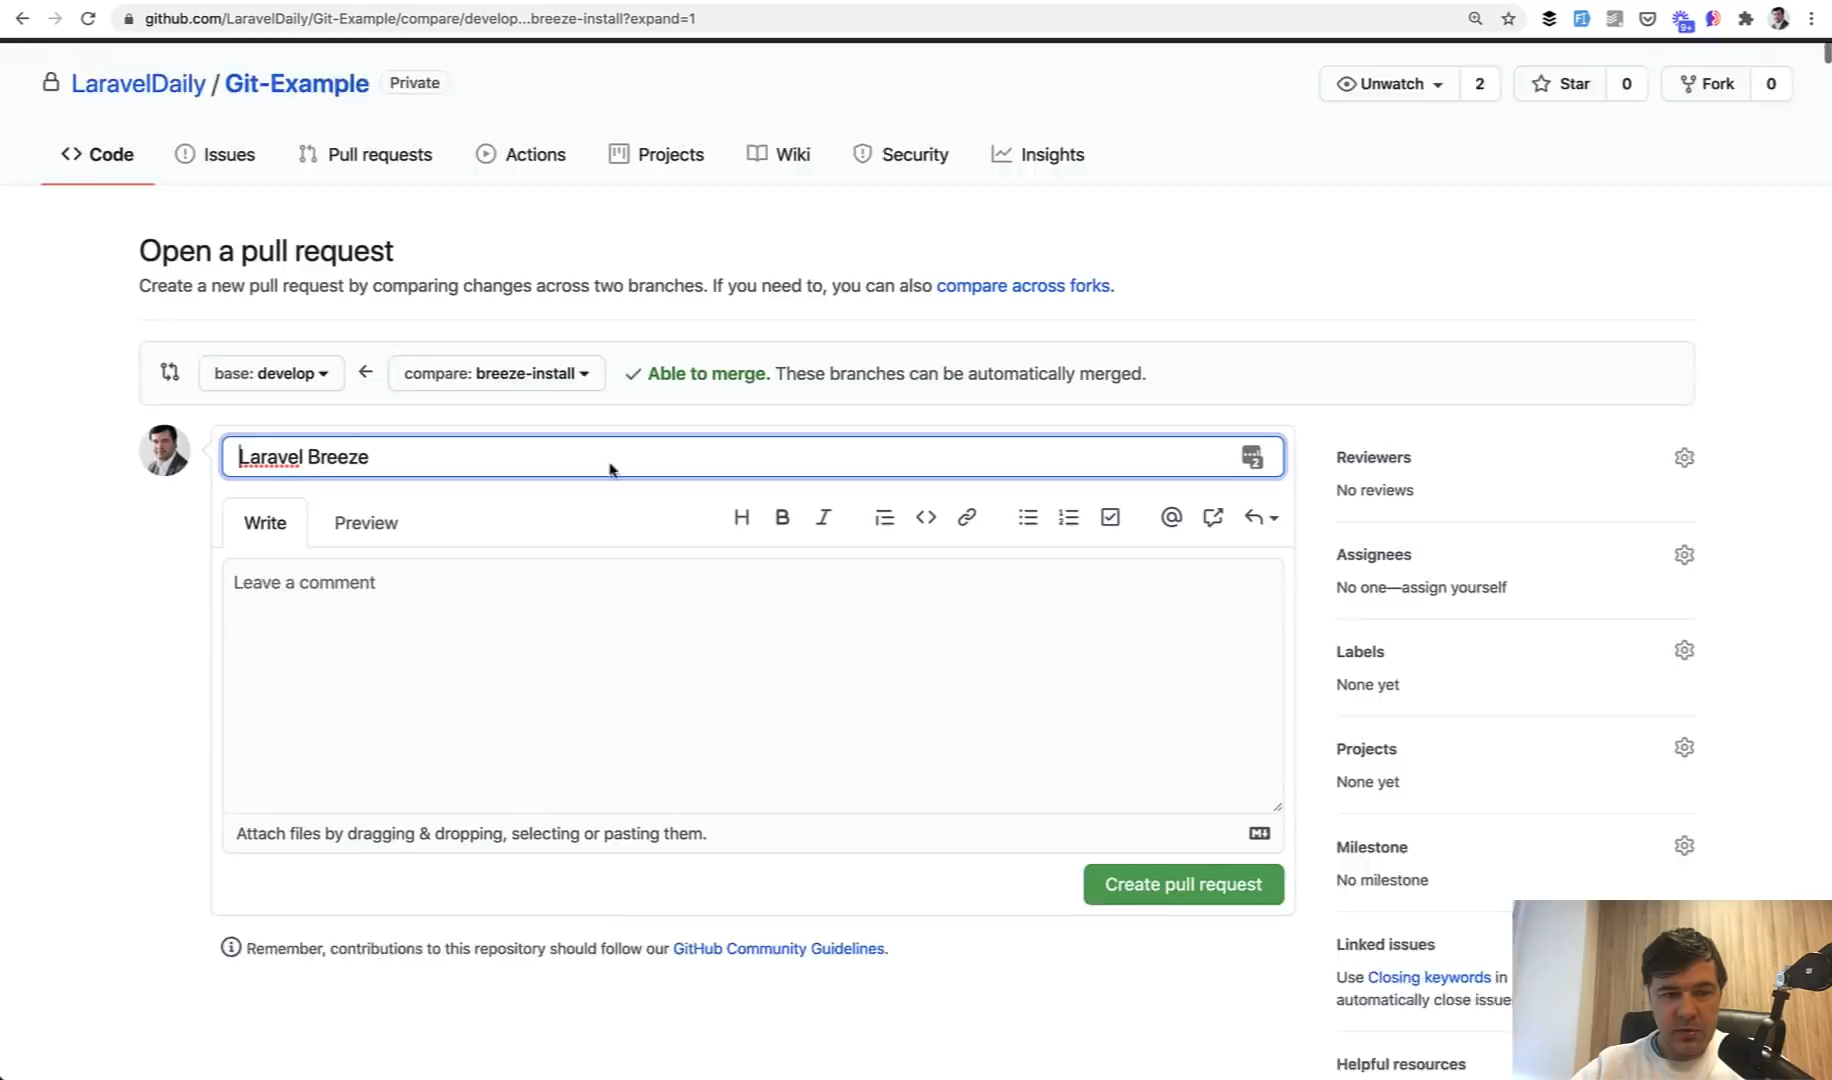 github.com/LaravelDaily/Git-Example/compare/develop...breeze-install?expand=1
9+
LaravelDaily / Git-Example Private
Unwatch 2 Star 0 Fork 0
Code Issues Pull requests Actions Projects Wiki Security Insights
Open a pull request
Create a new pull request by comparing changes across two branches. If you need to, you can also compare across forks.
base: develop compare: breeze-install Able to merge. These branches can be automatically merged.
Laravel Breeze
2
Write Preview
H B I
Leave a comment
Attach files by dragging & dropping, selecting or pasting them.
Create pull request
Remember, contributions to this repository should follow our GitHub Community Guidelines.
Reviewers
No reviews
Assignees
No one—assign yourself
Labels
None yet
Projects
None yet
Milestone
No milestone
Linked issues
Use Closing keywords in
automatically close issue
Helpful resources